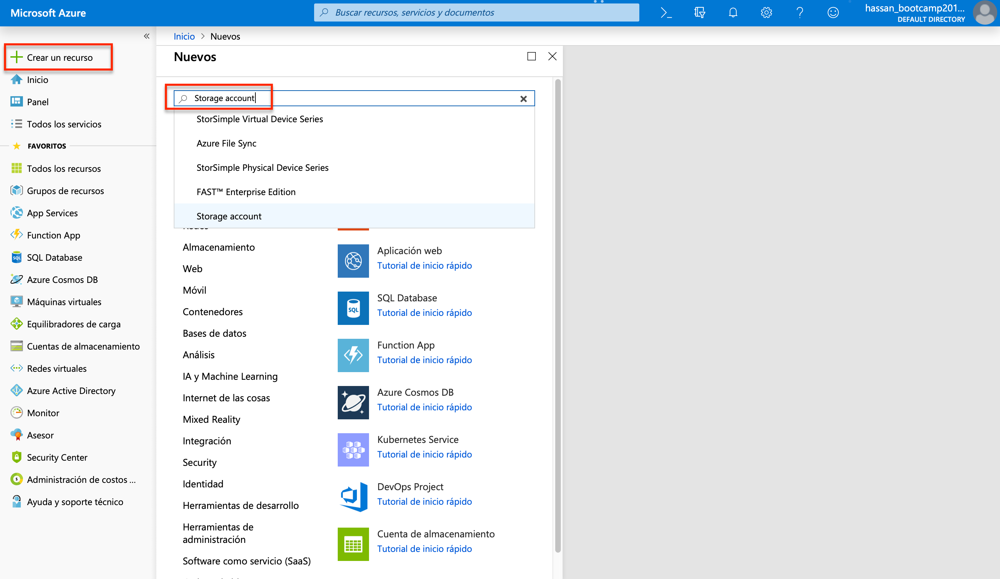 Microsoft Azure
Buscar recursos, servicios y documentos
hassan_bootcamp201...
DEFAULT DIRECTORY
Crear un recurso
Inicio
Panel
Todos los servicios
FAVORITOS
Todos los recursos
Grupos de recursos
App Services
Function App
SQL
SQL Database
Azure Cosmos DB
Máquinas virtuales
Equilibradores de carga
Cuentas de almacenamiento
Redes virtuales
Azure Active Directory
Monitor
Asesor
Security Center
Administración de costos ...
Ayuda y soporte técnico
Inicio > Nuevos
Nuevos
Storage account
StorSimple Virtual Device Series
Azure File Sync
StorSimple Physical Device Series
FAST™ Enterprise Edition
Storage account
Almacenamiento
Web
Móvil
Contenedores
Bases de datos
Análisis
IA y Machine Learning
Internet de las cosas
Mixed Reality
Integración
Security
Identidad
Herramientas de desarrollo
Herramientas de
administración
Software como servicio (SaaS)
Aplicación web
Tutorial de inicio rápido
SQL
SQL Database
Tutorial de inicio rápido
Function App
Tutorial de inicio rápido
Azure Cosmos DB
Tutorial de inicio rápido
Kubernetes Service
Tutorial de inicio rápido
DevOps Project
Tutorial de inicio rápido
Cuenta de almacenamiento
Tutorial de inicio rápido